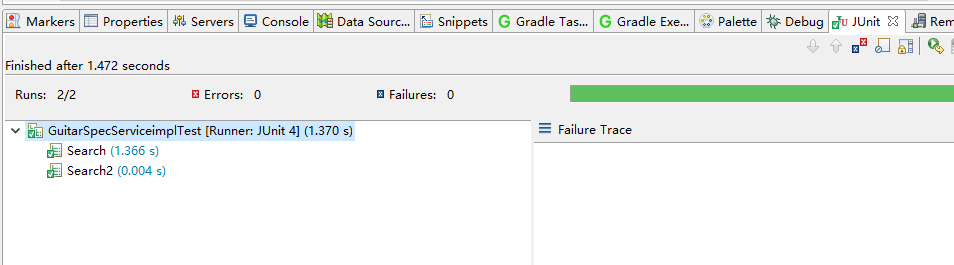 Markers Properties Servers Console Data Sourc... Snippets Gradle Tas... Gradle Exe... Palette Debug JU JUnit Rem
Finished after 1.472 seconds
Runs: 2/2 Errors: 0 Failures: 0
GuitarSpecServiceimplTest [Runner: JUnit 4] (1.370 s)
Failure Trace
Search (1.366 s)
Search2 (0.004 s)